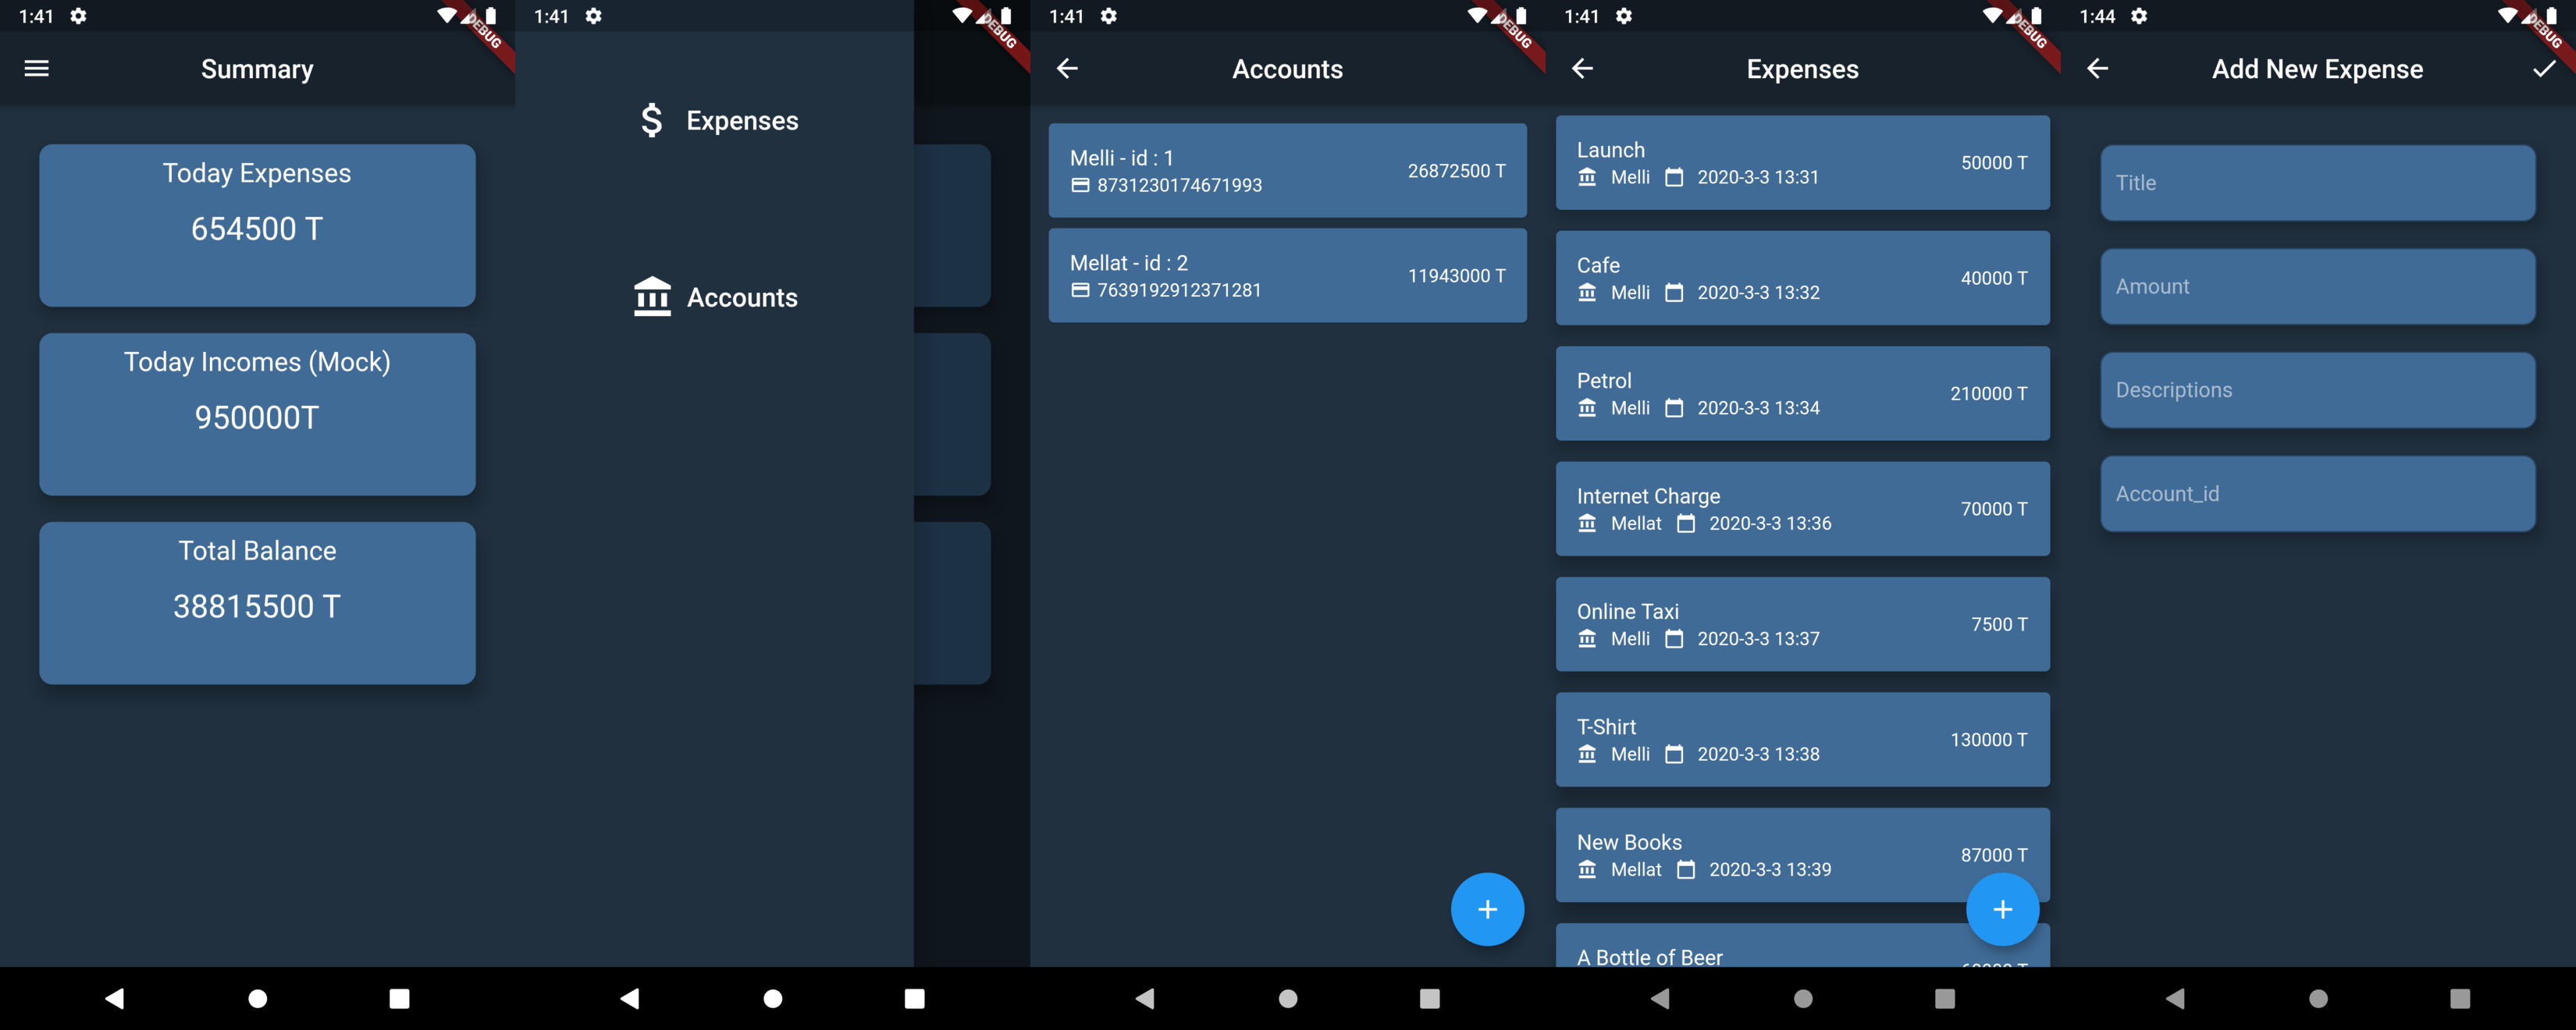 1:41
DEBUG
Summary
Today Expenses
654500 T
Today Incomes (Mock)
950000T
Total Balance
38815500 T
1:41
DEBUG
Expenses
Accounts
1:41
DEBUG
Accounts
Melli - id : 1
8731230174671993
26872500 T
Mellat - id : 2
7639192912371281
11943000 T
1:41
DEBUG
Expenses
Launch
Melli 2020-3-3 13:31
50000 T
Cafe
Melli 2020-3-3 13:32
40000 T
Petrol
Melli 2020-3-3 13:34
210000 T
Internet Charge
Mellat 2020-3-3 13:36
70000 T
Online Taxi
Melli 2020-3-3 13:37
7500 T
T-Shirt
Melli 2020-3-3 13:38
130000 T
New Books
Mellat 2020-3-3 13:39
87000 T
A Bottle of Beer
1:44
DEBUG
Add New Expense
Title
Amount
Descriptions
Account_id